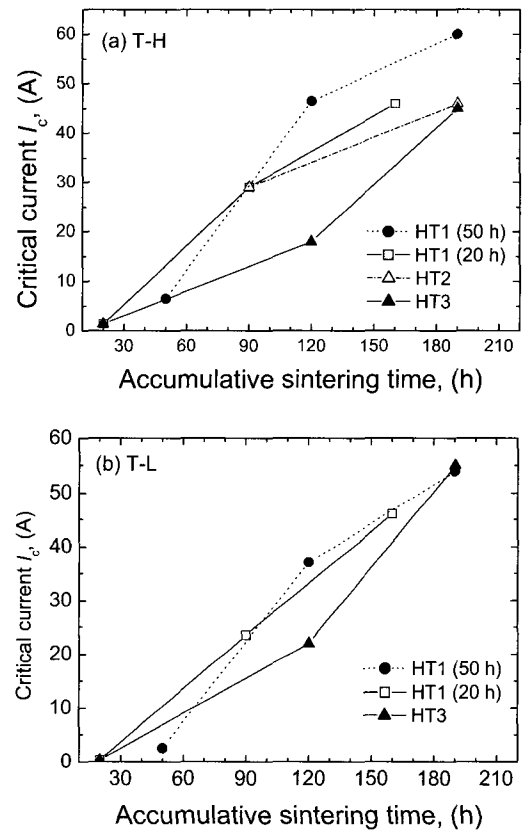 (a) T-H
Critical current Ic, (A)
60
50
40
30
20
10
0
HT1 (50 h)
HT1 (20 h)
HT2
HT3
30 60 90 120 150 180 210
Accumulative sintering time, (h)
(b) T-L
Critical current Ic, (A)
60
50
40
30
20
10
0
HT1 (50 h)
HT1 (20 h)
HT3
30 60 90 120 150 180 210
Accumulative sintering time, (h)